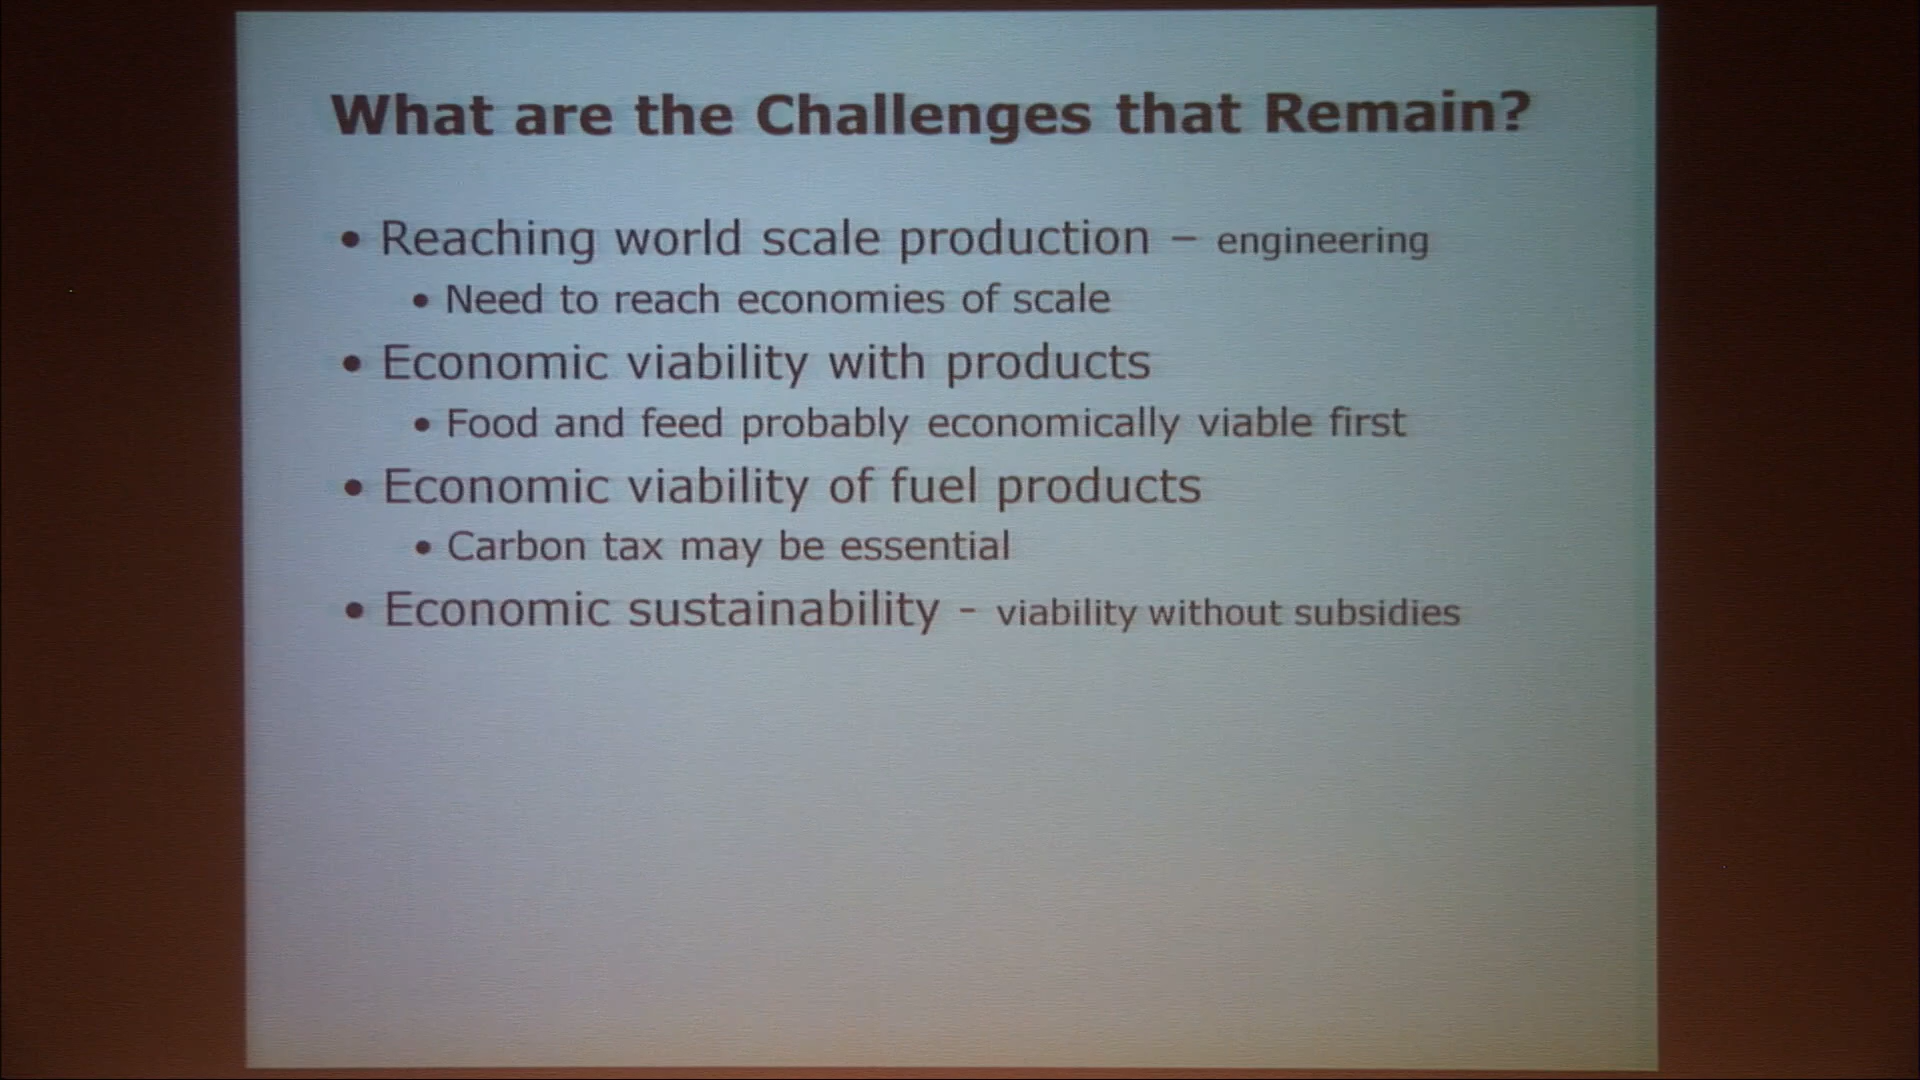 What are the Challenges that Remain?
• Reaching world scale production – engineering
• Need to reach economies of scale
• Economic viability with products
• Food and feed probably economically viable first
• Economic viability of fuel products
• Carbon tax may be essential
• Economic sustainability - viability without subsidies